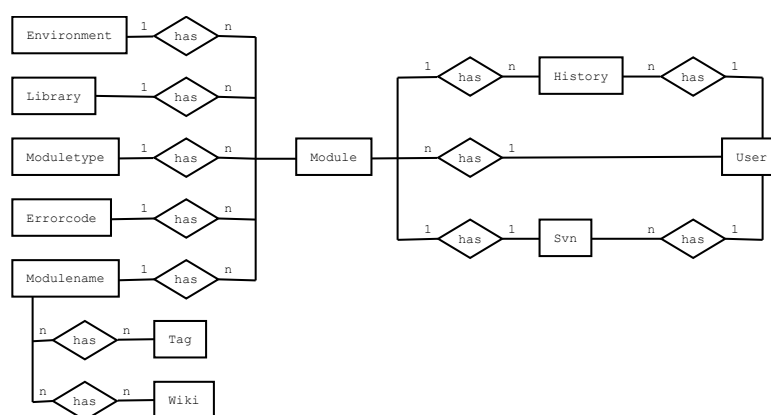 Environment 1 has n
Library 1 has n
Moduletype 1 has n
Errorcode 1 has n
Modulename 1 has n
n has n Tag
n has n Wiki
Module
1 has n History n has 1
n has 1 User
1 has 1 Svn n has 1